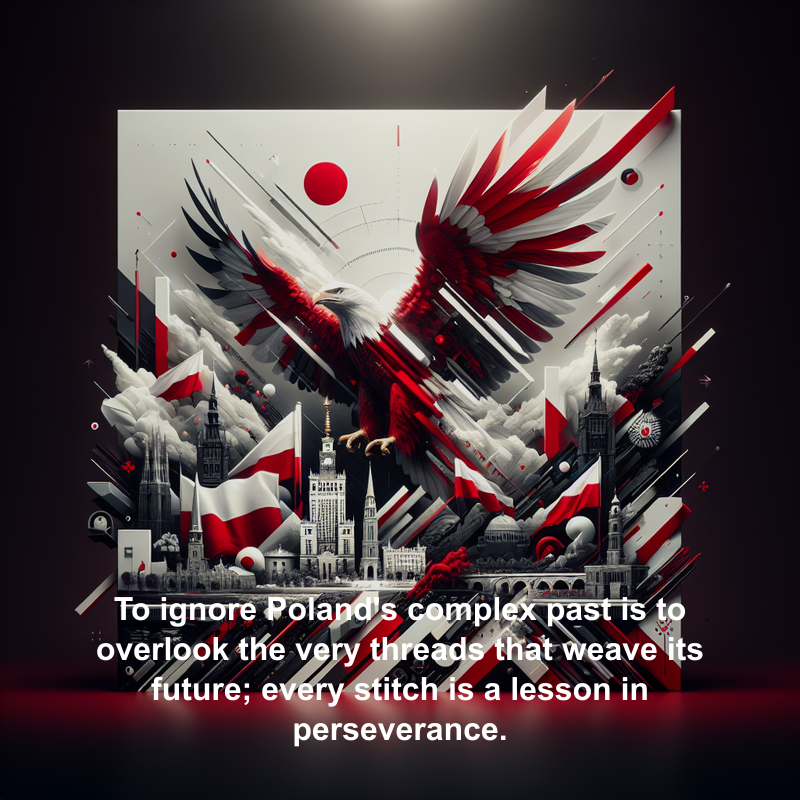 To ignore Poland's complex past is to
overlook the very threads that weave its
future; every stitch is a lesson in
perseverance.